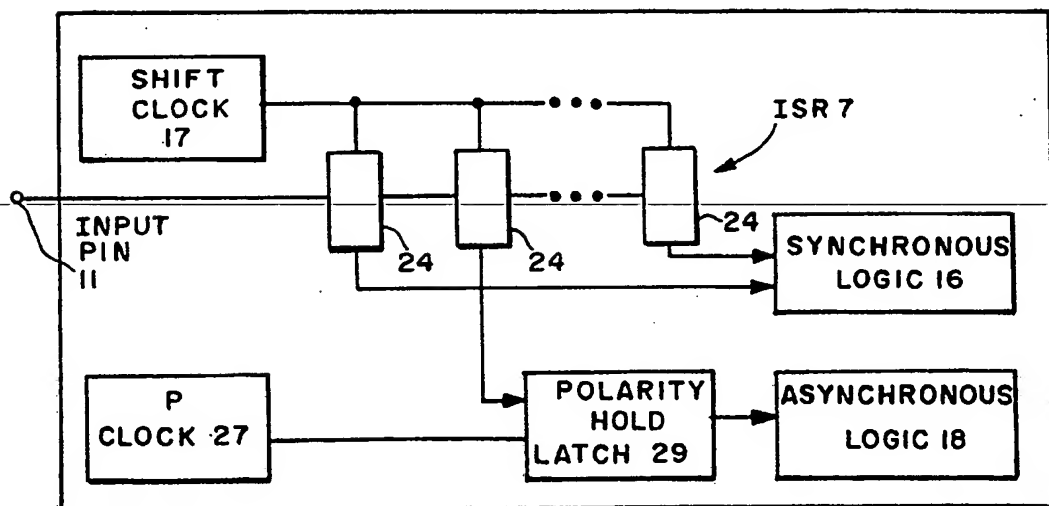 SHIFT
CLOCK
17
ISR 7
INPUT
PIN
11
24
24
24
SYNCHRONOUS
LOGIC 16
P
CLOCK 27
POLARITY
HOLD
LATCH 29
ASYNCHRONOUS
LOGIC 18